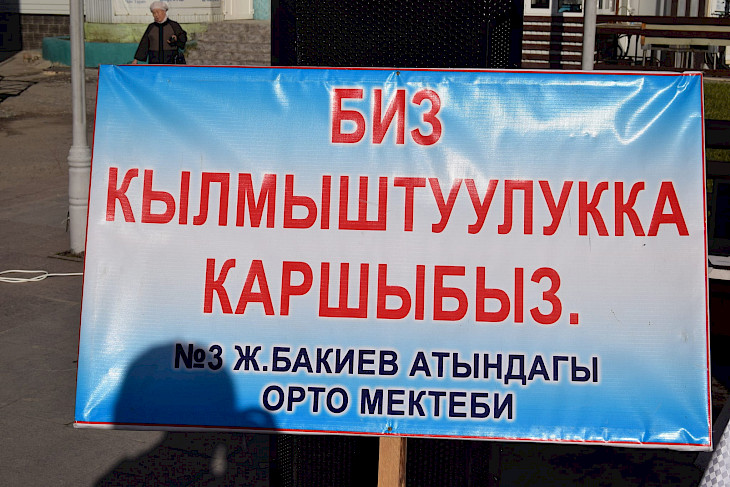 БИЗ
КЫЛМЫШТУУЛУККА
КАРШЫБЫЗ.
№3 Ж.БАКИЕВ АТЫНДАГЫ
ОРТО МЕКТЕБИ